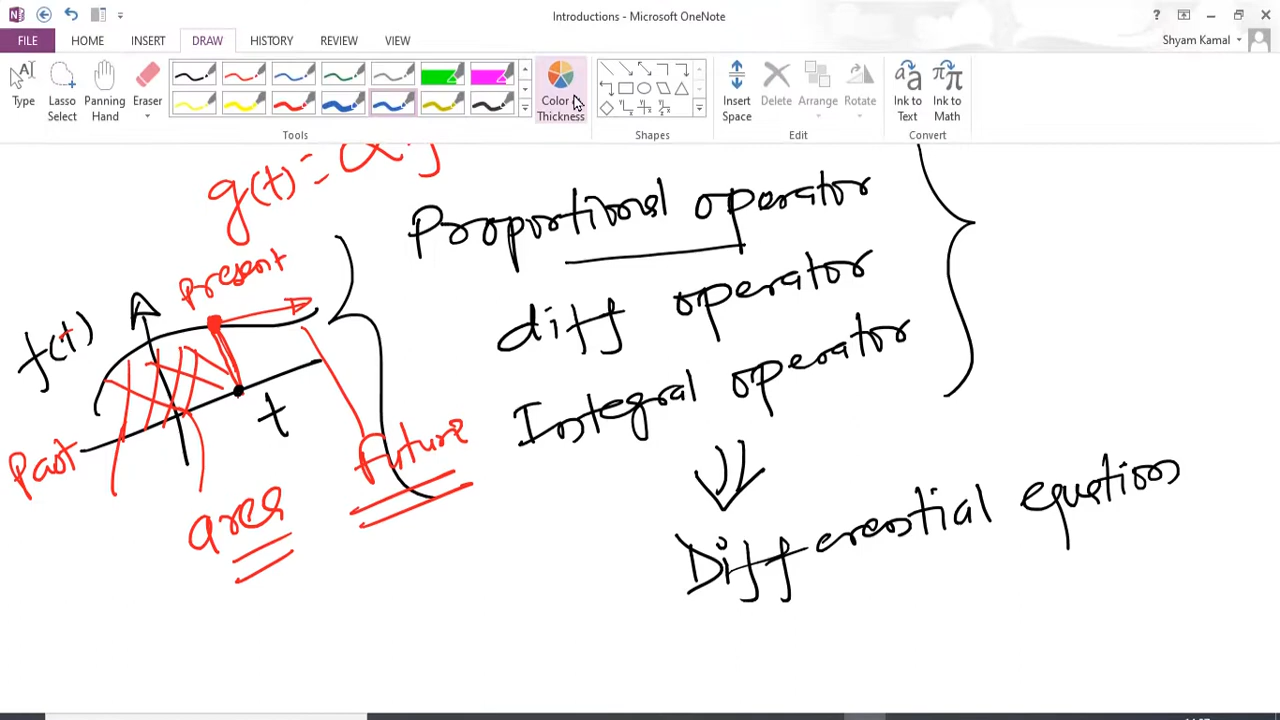 Introductions - Microsoft OneNote
Shyam Kamal
FILE HOME INSERT DRAW HISTORY REVIEW VIEW
Type
Lasso Select
Panning Hand
Eraser
Color & Thickness
Insert Space
Delete
Arrange
Rotate
Ink to Text
Ink to Math
Tools
Shapes
Edit
Convert
g(t) =
Proportional operator
diff operator
Integral operator
Differential equations
Present
f(t)
t
Past
future
area